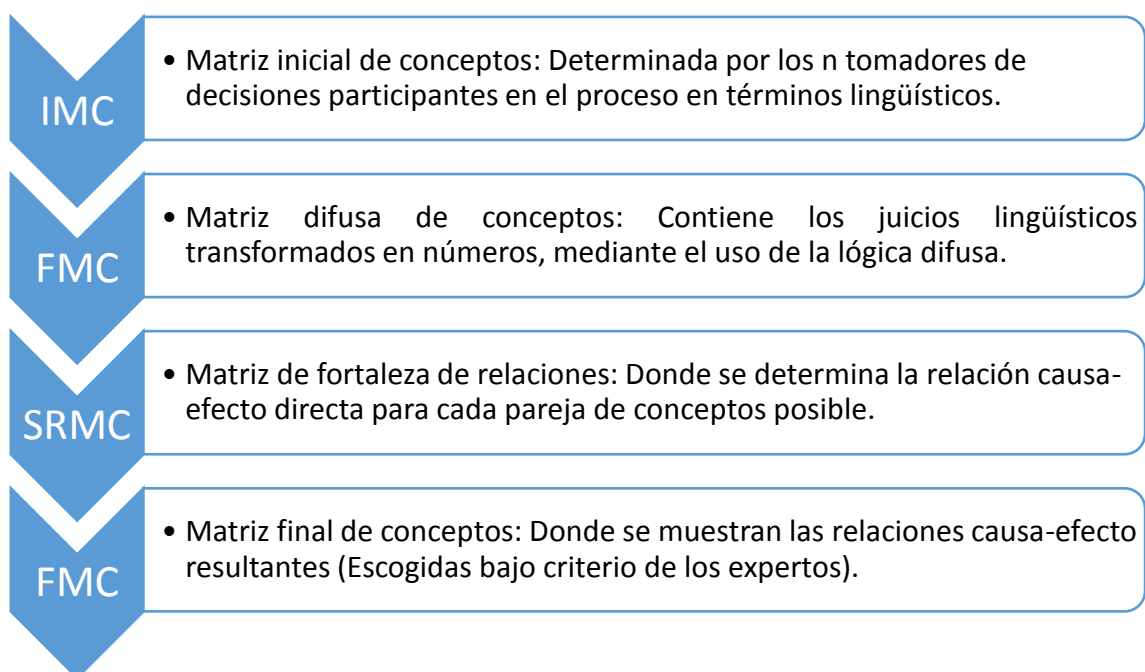 IMC
• Matriz inicial de conceptos: Determinada por los n tomadores de
decisiones participantes en el proceso en términos lingüísticos.
FMC
• Matriz difusa de conceptos: Contiene los juicios lingüísticos
transformados en números, mediante el uso de la lógica difusa.
SRMC
• Matriz de fortaleza de relaciones: Donde se determina la relación causa-
efecto directa para cada pareja de conceptos posible.
FMC
• Matriz final de conceptos: Donde se muestran las relaciones causa-efecto
resultantes (Escogidas bajo criterio de los expertos).